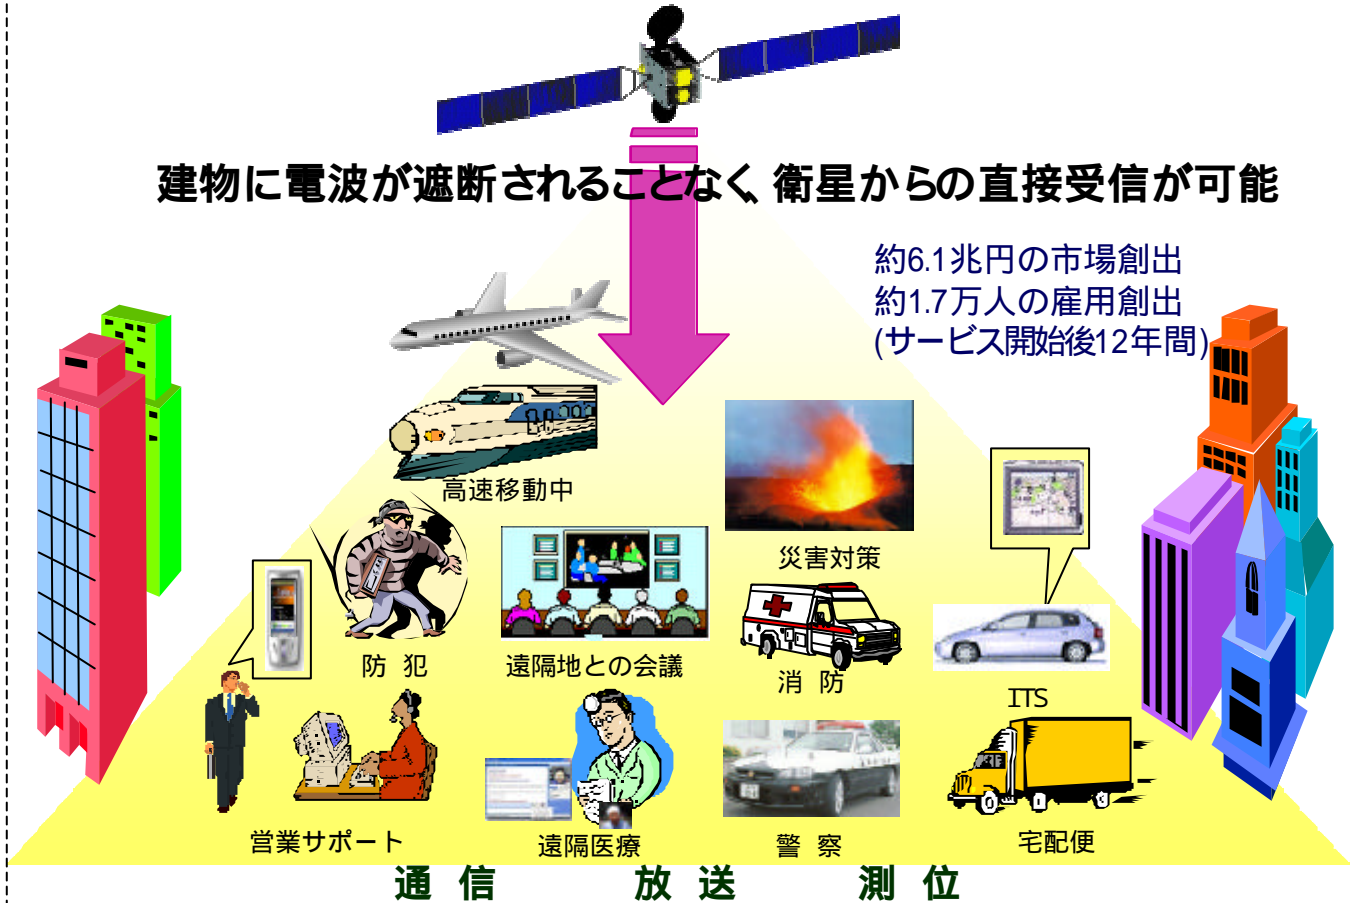 建物に電波が遮断されることなく、衛星からの直接受信が可能
約6.1兆円の市場創出
約1.7万人の雇用創出
(サービス開始後12年間)
高速移動中
災害対策
防 犯
遠隔地との会議
消 防
ITS
営業サポート
遠隔医療
警 察
宅配便
通 信 放 送 測 位